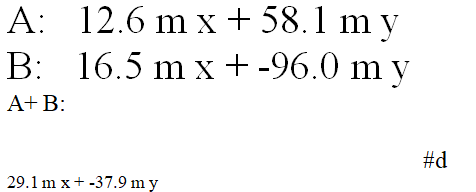 A: 12.6 m x + 58.1 m y
B: 16.5 m x + -96.0 m y
A+ B:
#d
29.1 m x + -37.9 m y